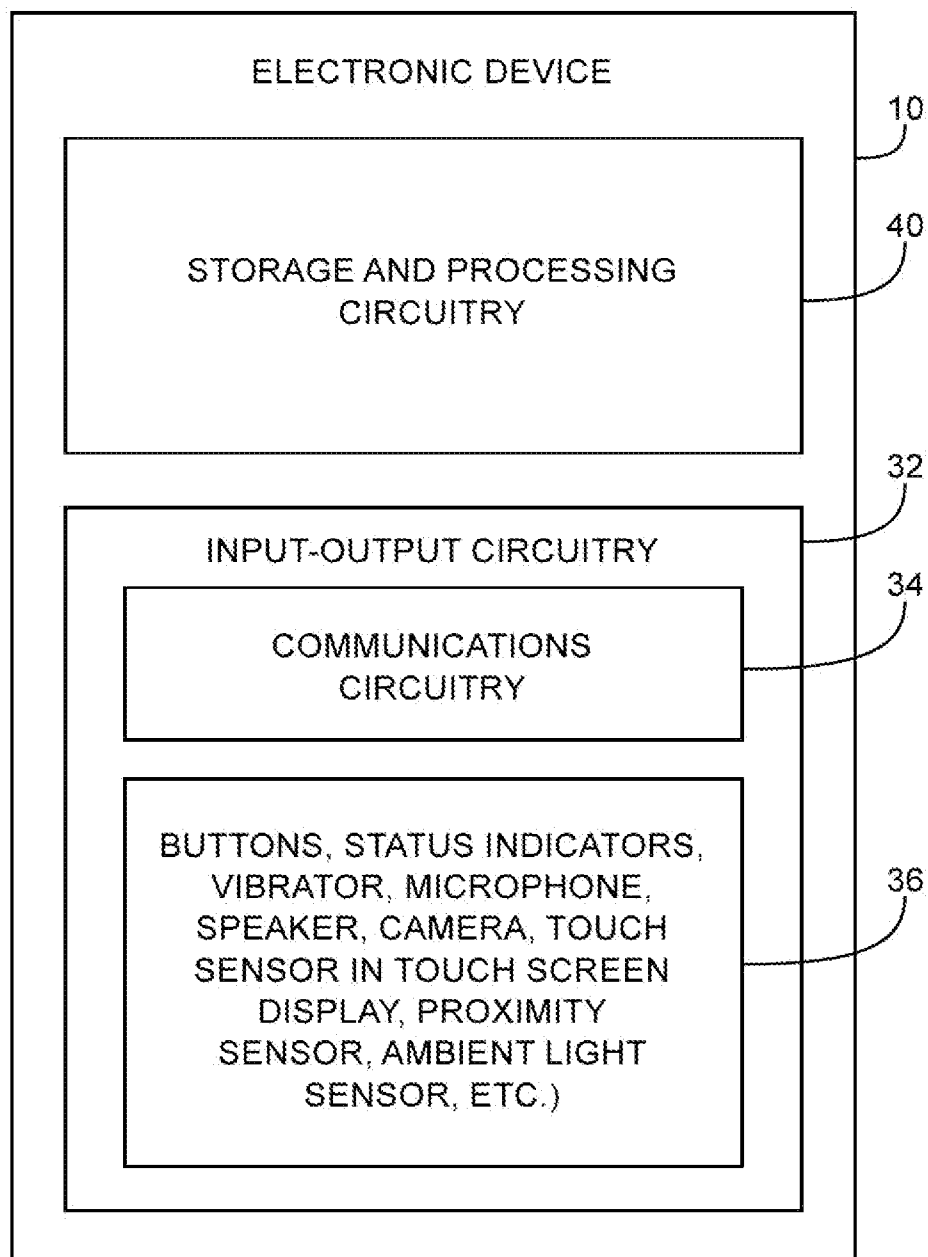 ELECTRONIC DEVICE
10
STORAGE AND PROCESSING
CIRCUITRY
40
INPUT-OUTPUT CIRCUITRY
32
COMMUNICATIONS
CIRCUITRY
34
BUTTONS, STATUS INDICATORS,
VIBRATOR, MICROPHONE,
SPEAKER, CAMERA, TOUCH
SENSOR IN TOUCH SCREEN
DISPLAY, PROXIMITY
SENSOR, AMBIENT LIGHT
SENSOR, ETC.)
36